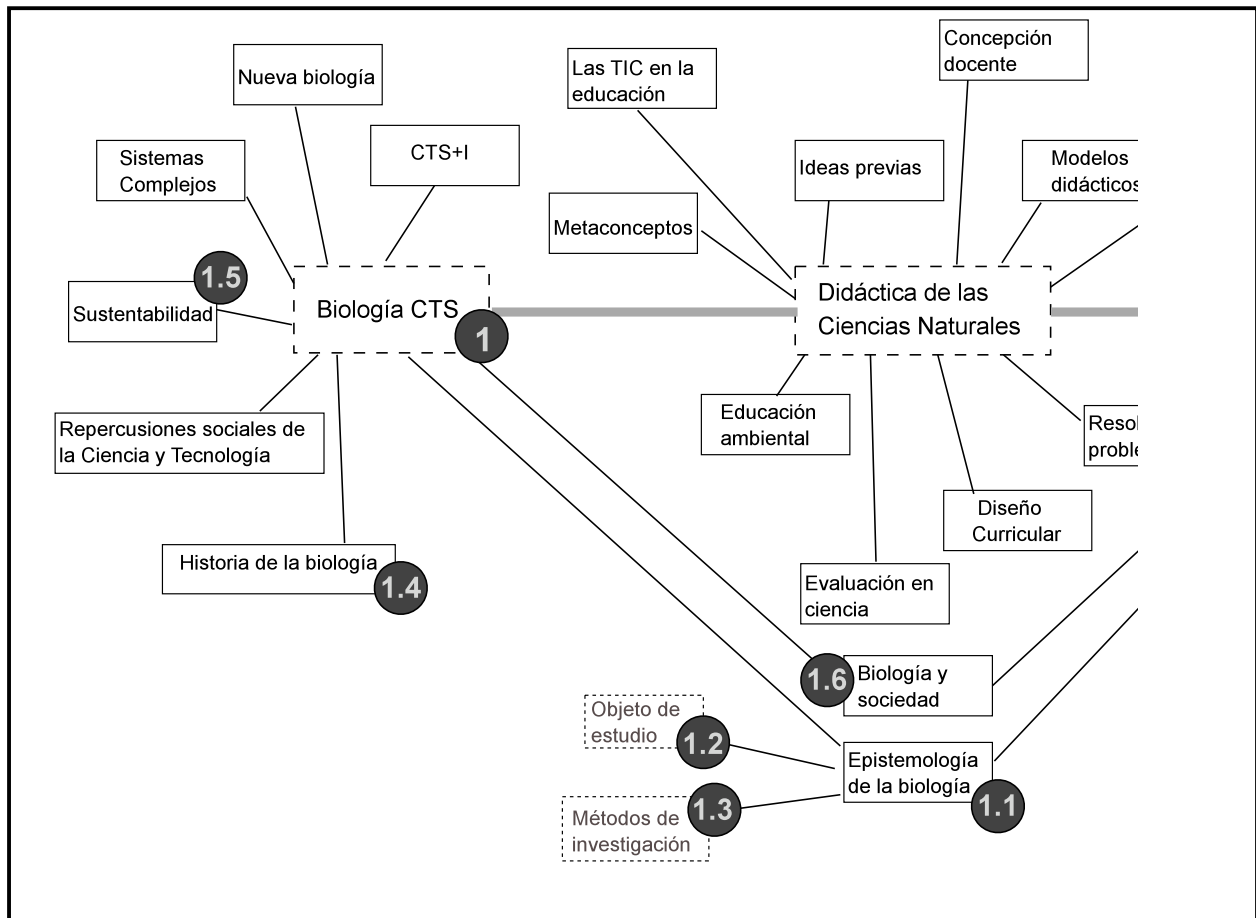 Nueva biología
Sistemas
Complejos
CTS+I
1.5
Sustentabilidad
Biología CTS
1
Repercusiones sociales de
la Ciencia y Tecnología
Historia de la biología
1.4
Las TIC en la
educación
Concepción
docente
Ideas previas
Modelos
didácticos
Metaconceptos
Didáctica de las
Ciencias Naturales
Educación
ambiental
Diseño
Curricular
Evaluación en
ciencia
1.6
Biología y
sociedad
Objeto de
estudio
1.2
Epistemología
de la biología
1.1
1.3
Métodos de
investigación